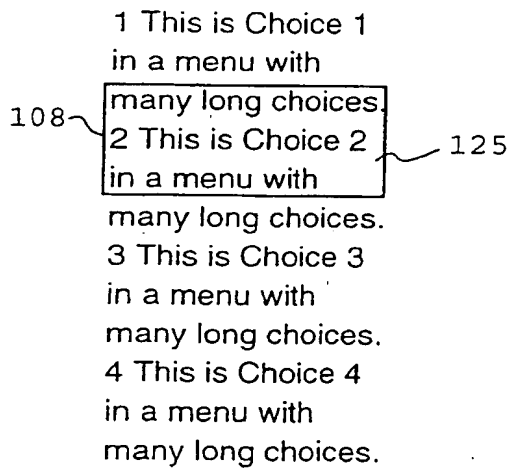 1 This is Choice 1
in a menu with
many long choices.
108
2 This is Choice 2
125
in a menu with
many long choices.
3 This is Choice 3
in a menu with
many long choices.
4 This is Choice 4
in a menu with
many long choices.